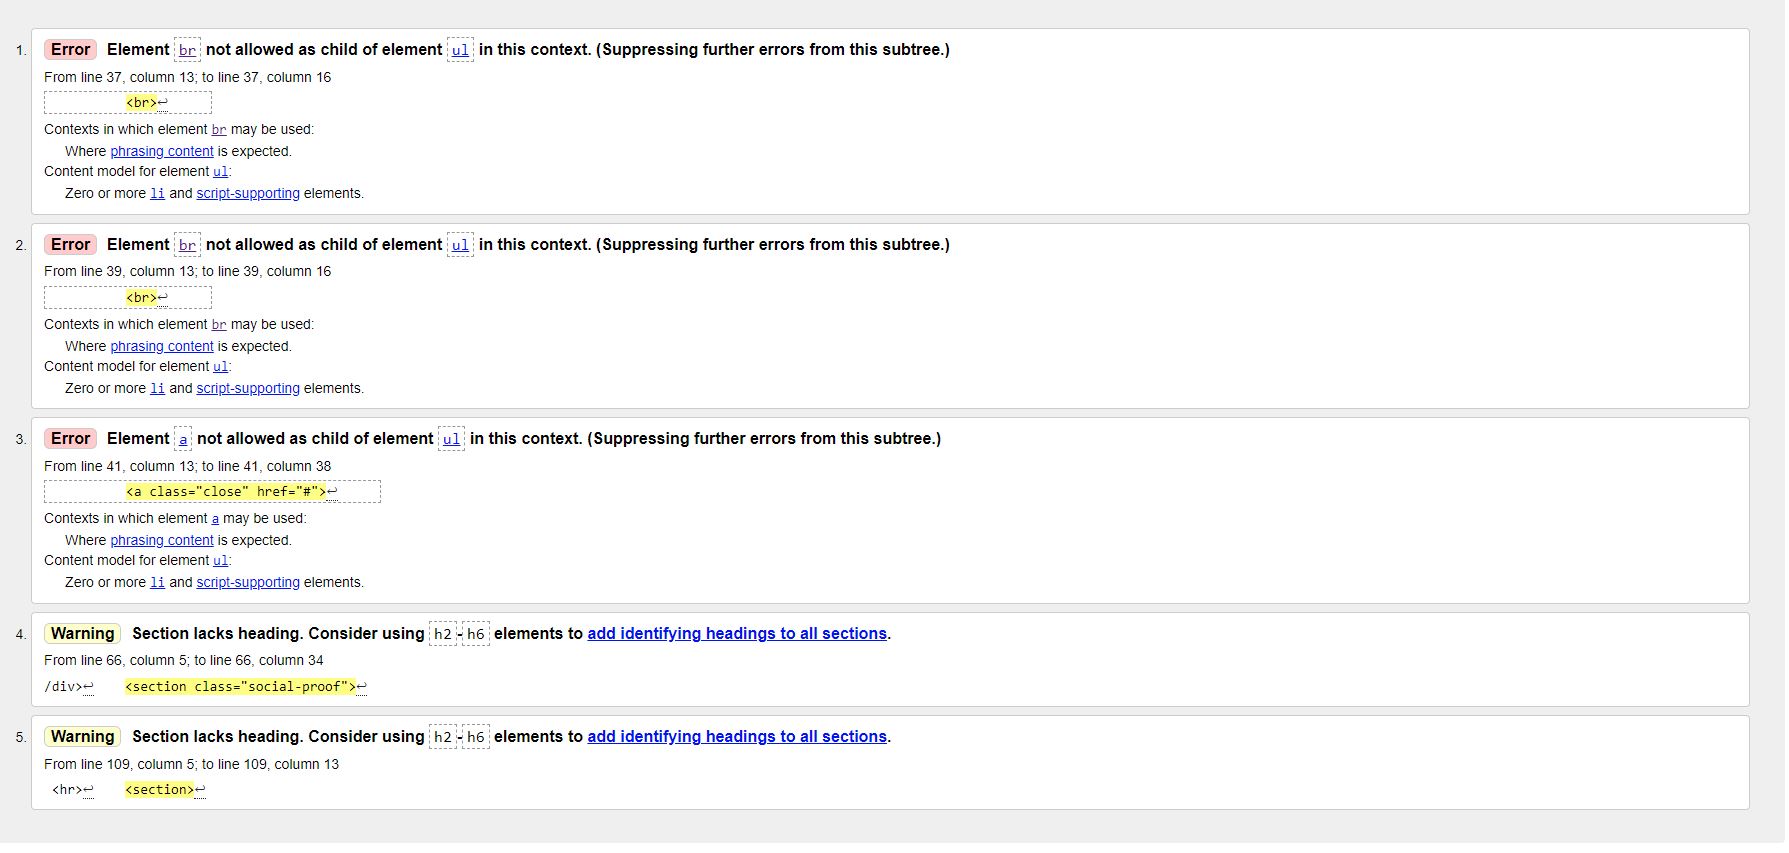 1. Error Element br not allowed as child of element ul in this context. (Suppressing further errors from this subtree.)
From line 37, column 13; to line 37, column 16
<br>↩
Contexts in which element br may be used:
Where phrasing content is expected.
Content model for element ul:
Zero or more li and script-supporting elements.
2. Error Element br not allowed as child of element ul in this context. (Suppressing further errors from this subtree.)
From line 39, column 13; to line 39, column 16
<br>↩
Contexts in which element br may be used:
Where phrasing content is expected.
Content model for element ul:
Zero or more li and script-supporting elements.
3. Error Element a not allowed as child of element ul in this context. (Suppressing further errors from this subtree.)
From line 41, column 13; to line 41, column 38
<a class="close" href="#">↩
Contexts in which element a may be used:
Where phrasing content is expected.
Content model for element ul:
Zero or more li and script-supporting elements.
4. Warning Section lacks heading. Consider using h2-h6 elements to add identifying headings to all sections.
From line 66, column 5; to line 66, column 34
/div>↩ <section class="social-proof">↩
5. Warning Section lacks heading. Consider using h2-h6 elements to add identifying headings to all sections.
From line 109, column 5; to line 109, column 13
<hr>↩ <section>↩